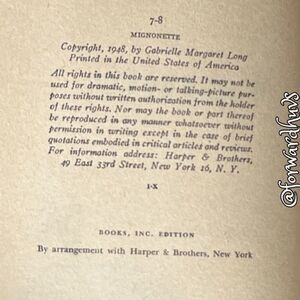 7-8
MIGNONETTE
Copyright, 1948, by Gabrielle Margaret Long
Printed in the United States of America
All rights in this book are reserved. It may not be
used for dramatic, motion- or talking-picture pur-
poses without written authorization from the holder
of these rights. Nor may the book or part thereof
be reproduced in any manner whatsoever without
permission in writing except in the case of brief
quotations embodied in critical articles and reviews.
For information address: Harper & Brothers,
49 East 33rd Street, New York 16, N. Y.
I-X
BOOKS, INC. EDITION
By arrangement with Harper & Brothers, New York
@forwardhaus